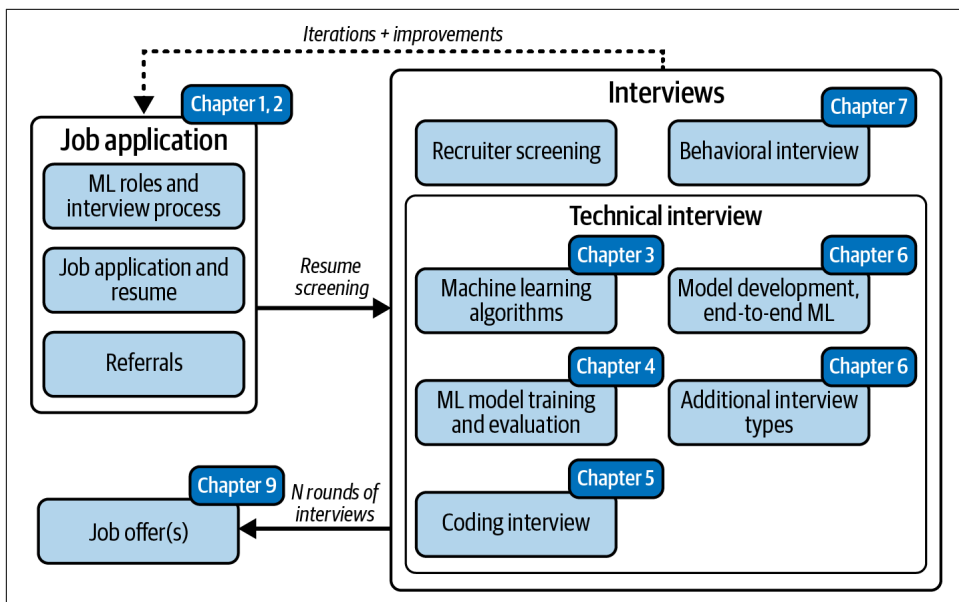 Iterations + improvements
Chapter 1, 2
Job application
ML roles and
interview process
Job application and
resume
Referrals
Resume
screening
Interviews
Recruiter screening
Chapter 7
Behavioral interview
Technical interview
Chapter 3
Machine learning
algorithms
Chapter 6
Model development,
end-to-end ML
Chapter 4
ML model training
and evaluation
Chapter 6
Additional interview
types
Chapter 5
Coding interview
N rounds of
interviews
Chapter 9
Job offer(s)